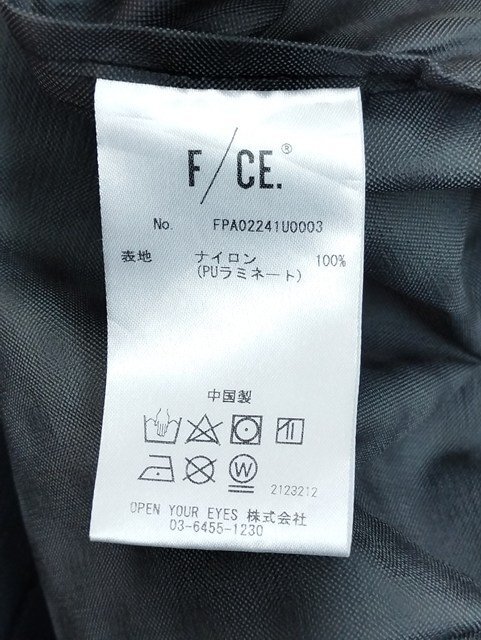 F/CE.®
No. FPA02241U0003
表地 ナイロン 100%
(PUラミネート)
中国製
W
2123212
OPEN YOUR EYES 株式会社
03-6455-1230